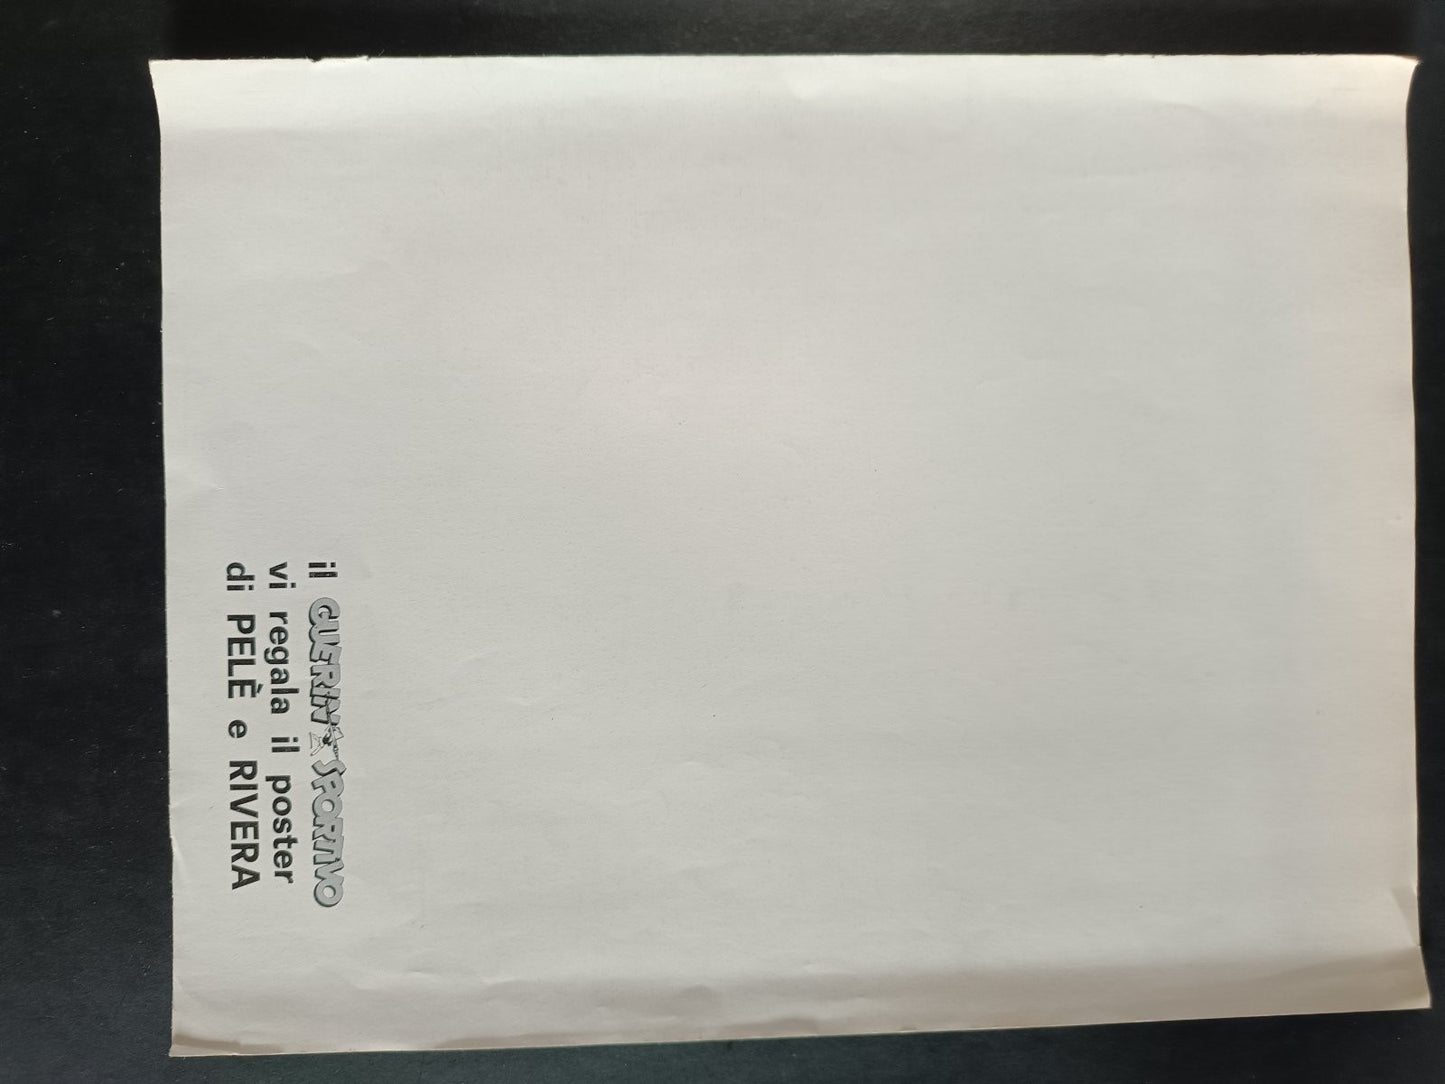 il GUERIN SPORTIVO
vi regala il poster
di PELÈ e RIVERA